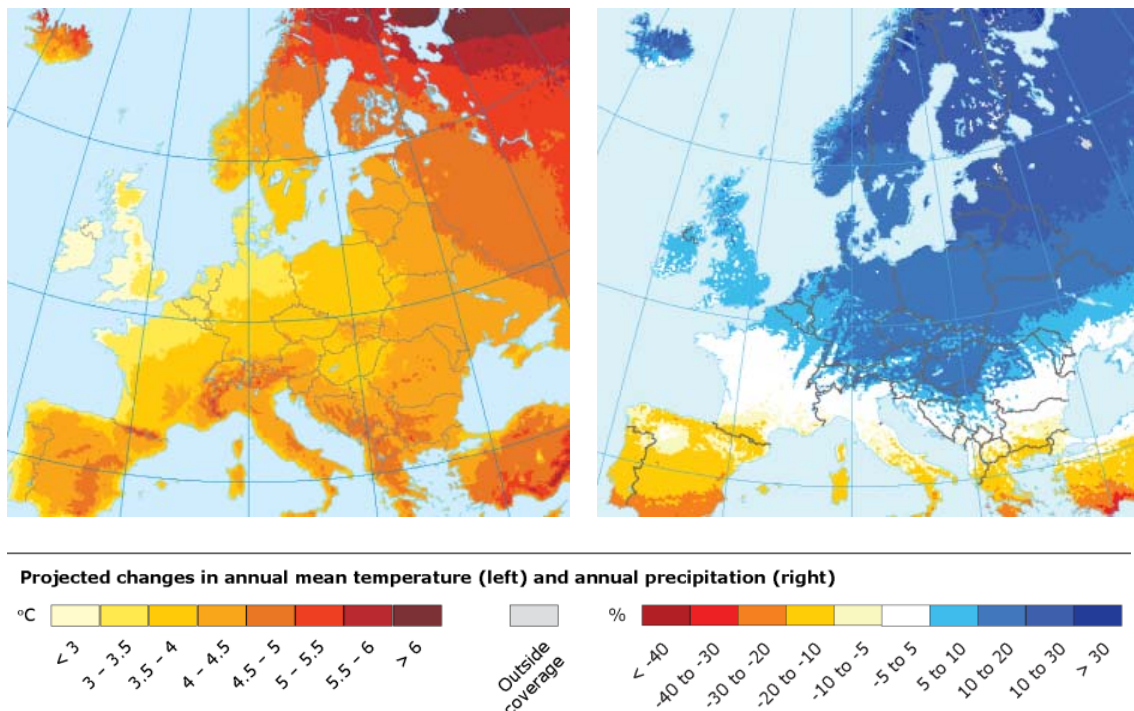 Projected changes in annual mean temperature (left) and annual precipitation (right)
°C
< 3
3 – 3.5
3.5 – 4
4 – 4.5
4.5 – 5
5 – 5.5
5.5 – 6
> 6
Outside
coverage
%
< -40
-40 to -30
-30 to -20
-20 to -10
-10 to -5
-5 to 5
5 to 10
10 to 20
10 to 30
> 30